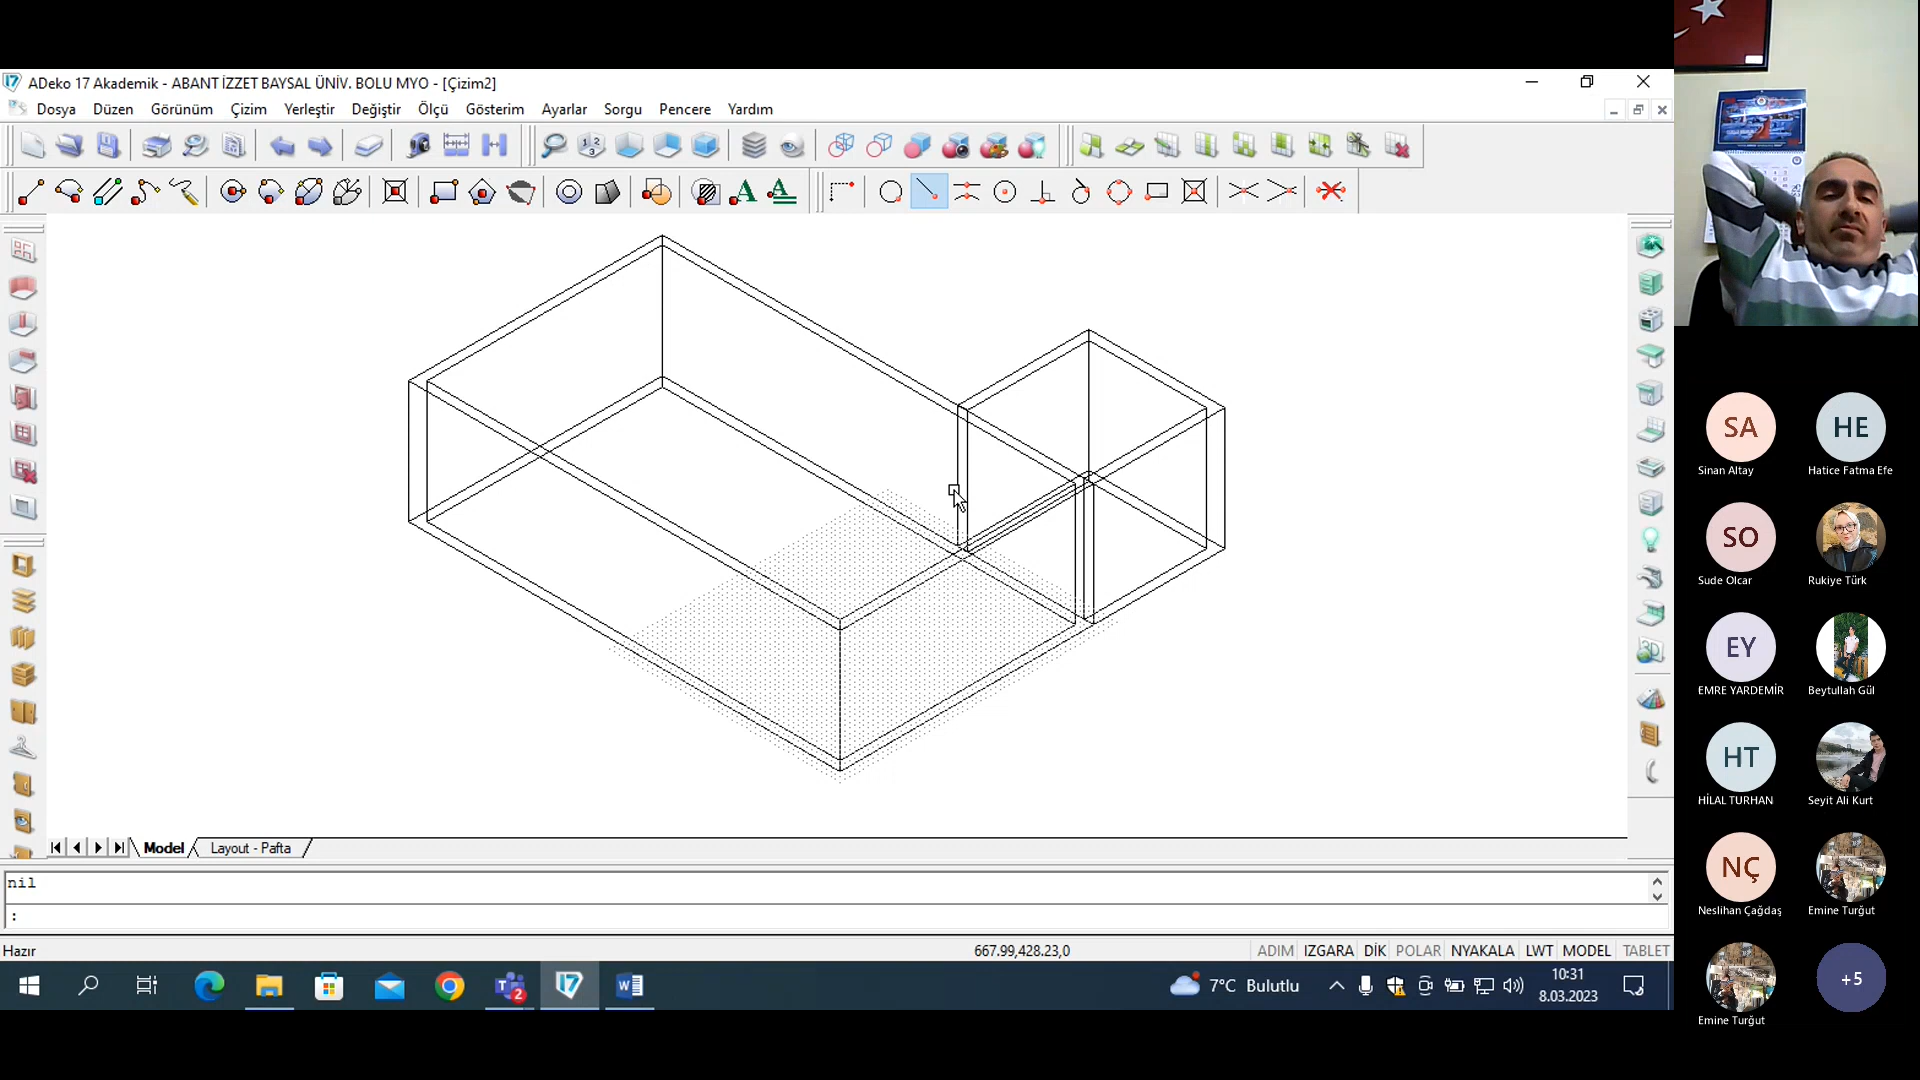 ADeko 17 Akademik - ABANT İZZET BAYSAL ÜNİV. BOLU MYO - [Çizim2]
Dosya Düzen Görünüm Çizim Yerleştir Değiştir Ölçü Gösterim Ayarlar Sorgu Pencere Yardım
Model
Layout - Pafta
nil
:
Hazır
667.99,428.23,0
ADIM IZGARA DİK POLAR NYAKALA LWT MODEL TABLET
7°C Bulutlu
10:31
8.03.2023
SA
Sinan Altay
HE
Hatice Fatma Efe
SO
Sude Olcar
Rukiye Türk
EY
EMRE YARDEMİR
Beytullah Gül
HT
HİLAL TURHAN
Seyit Ali Kurt
NÇ
Neslihan Çağdaş
Emine Turğut
Emine Turğut
+5